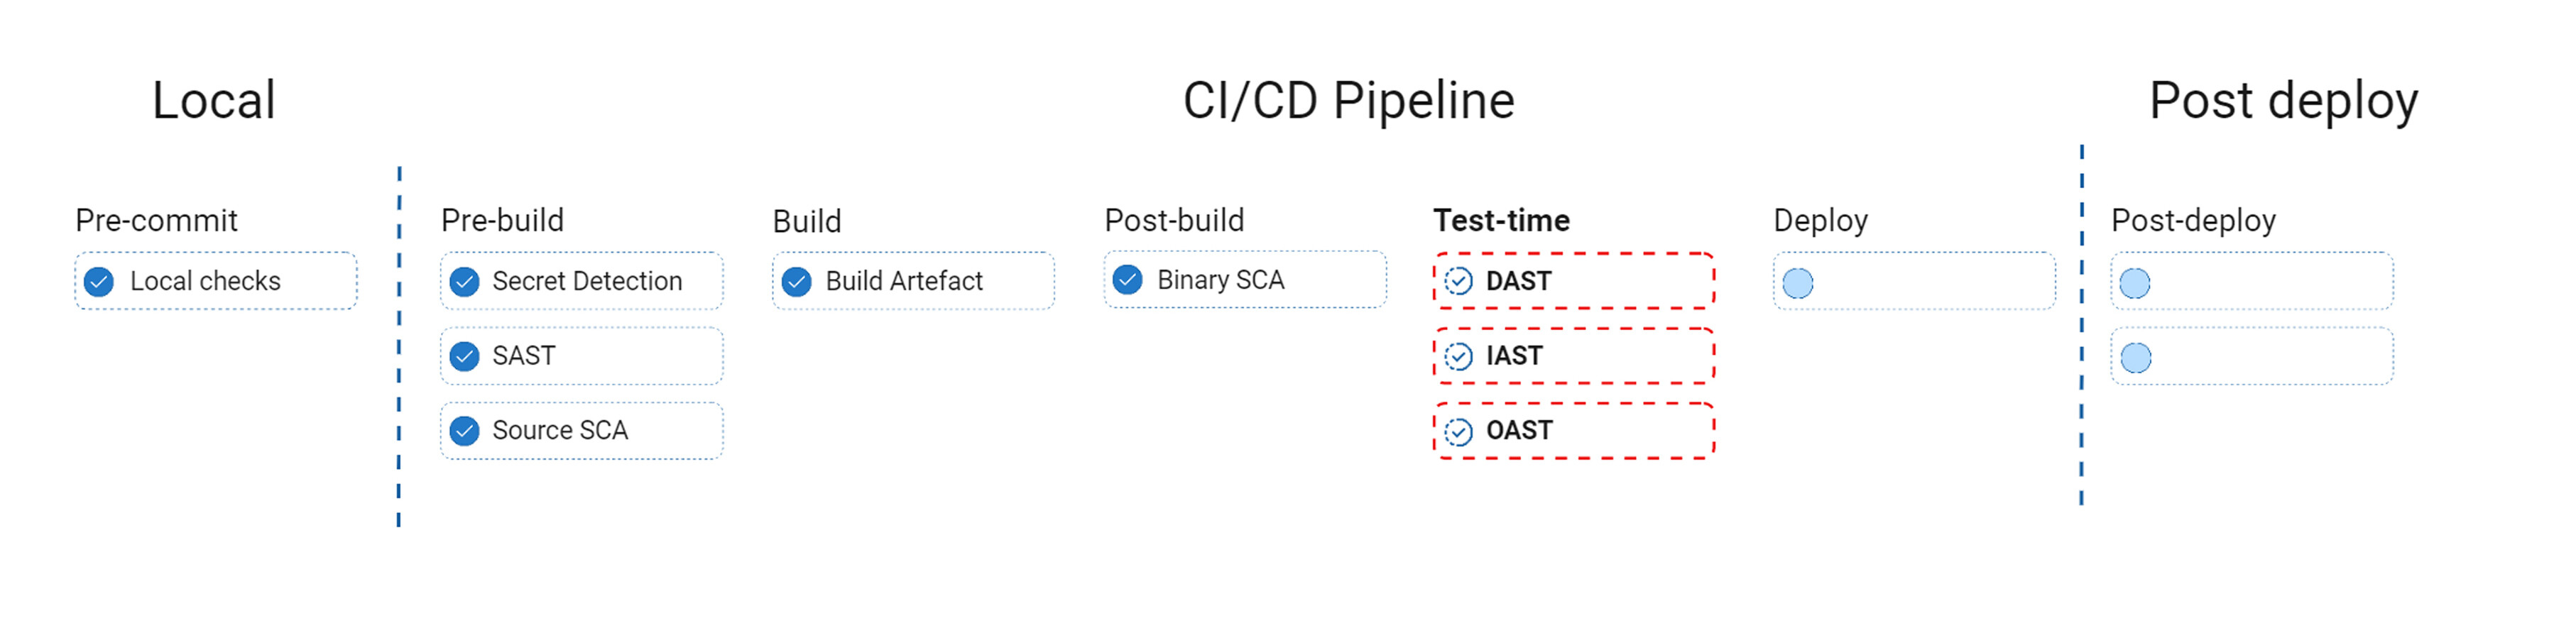 Local
CI/CD Pipeline
Post deploy
Pre-commit
Local checks
Pre-build
Secret Detection
SAST
Source SCA
Build
Build Artefact
Post-build
Binary SCA
Test-time
DAST
IAST
OAST
Deploy
Post-deploy